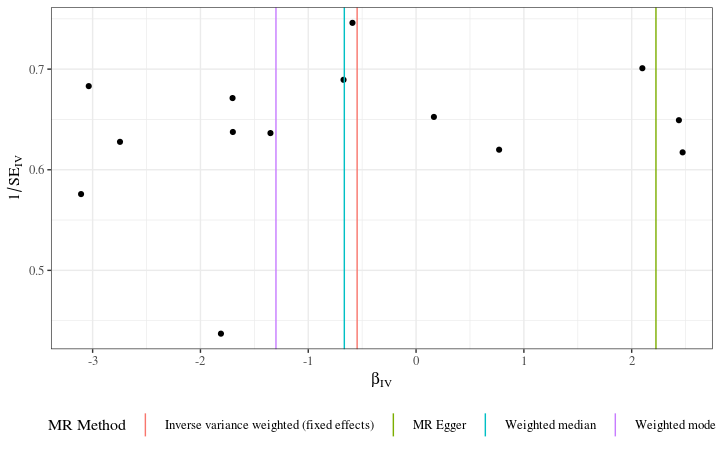 0.7
0.6
0.5
1/SE_IV
-3 -2 -1 0 1 2
β_IV
MR Method Inverse variance weighted (fixed effects) MR Egger Weighted median Weighted mode